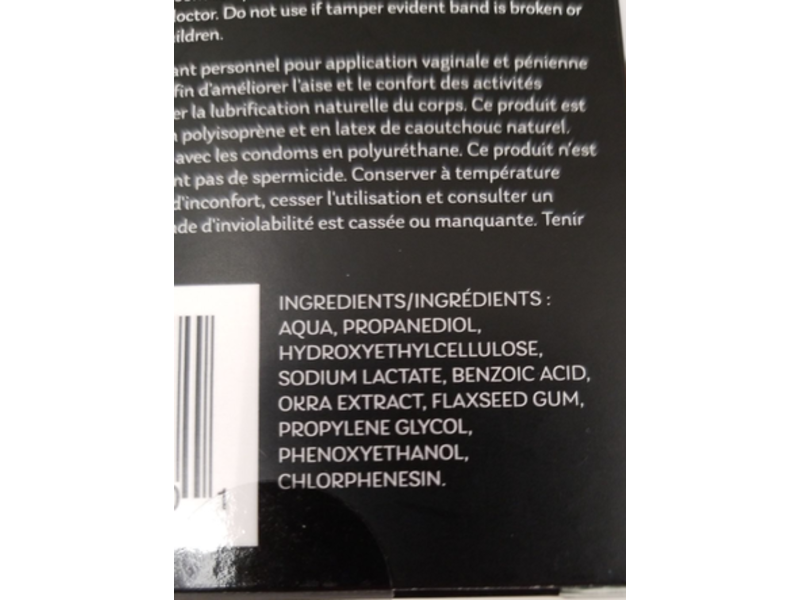 doctor. Do not use if tamper evident band is broken or
ildren.
ant personnel pour application vaginale et pénienne
fin d'améliorer l'aise et le confort des activités
er la lubrification naturelle du corps. Ce produit est
polyisoprène et en latex de caoutchouc naturel.
avec les condoms en polyuréthane. Ce produit n'est
nt pas de spermicide. Conserver à température
d'inconfort, cesser l'utilisation et consulter un
de d'inviolabilité est cassée ou manquante. Tenir
INGREDIENTS/INGRÉDIENTS :
AQUA, PROPANEDIOL,
HYDROXYETHYLCELLULOSE,
SODIUM LACTATE, BENZOIC ACID,
OKRA EXTRACT, FLAXSEED GUM,
PROPYLENE GLYCOL,
PHENOXYETHANOL,
CHLORPHENESIN.
1